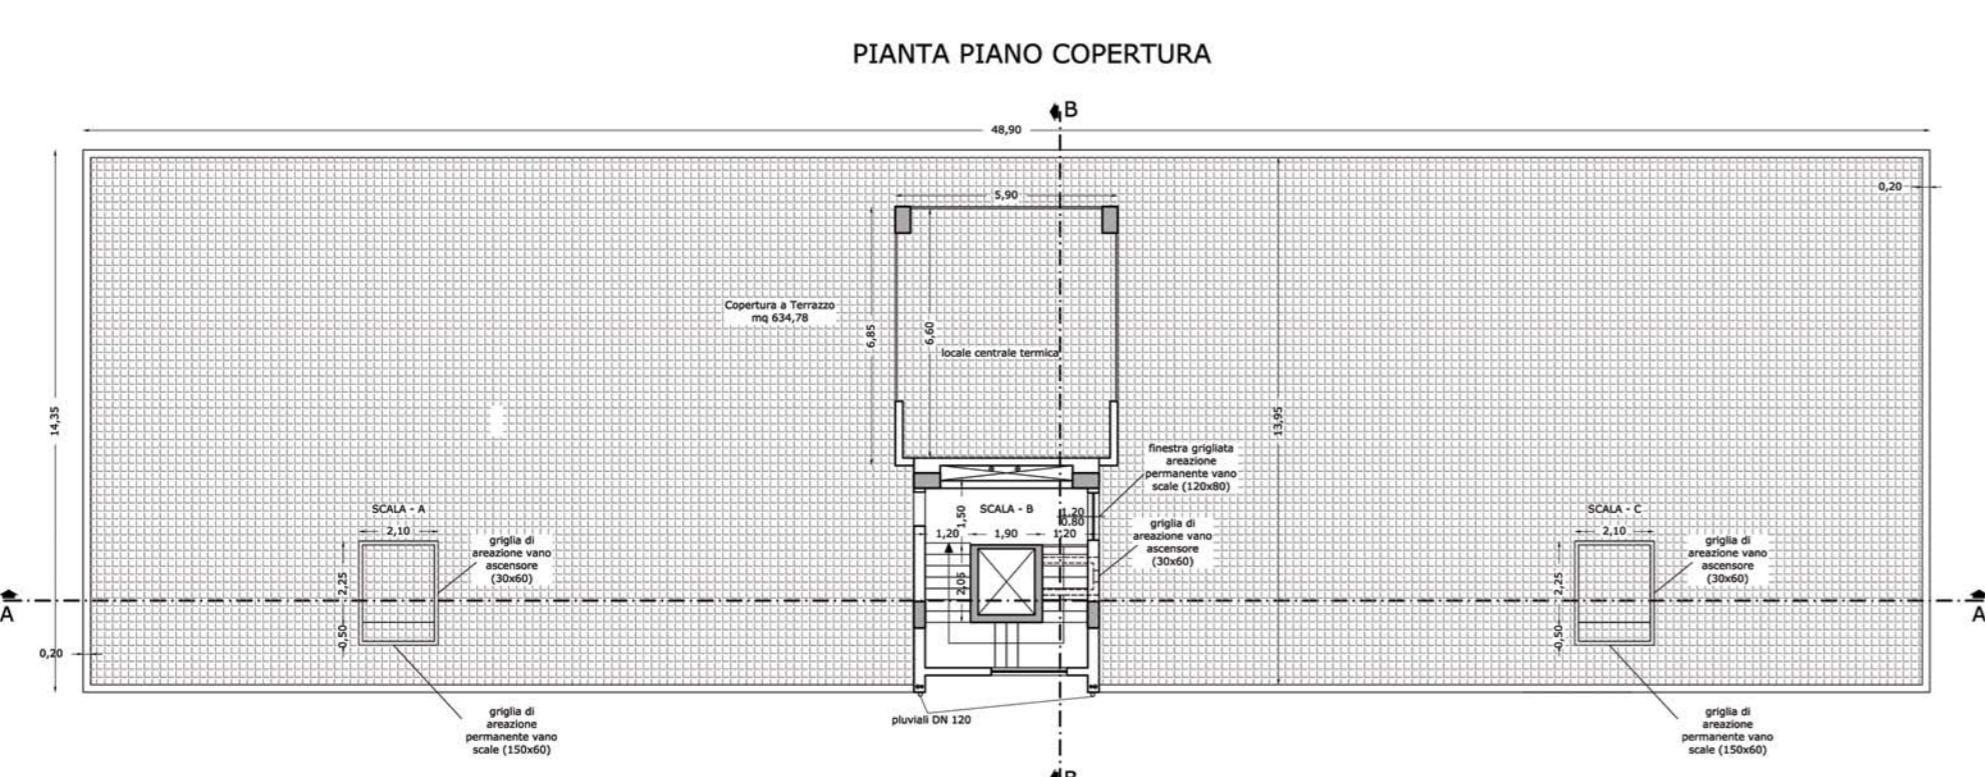 PIANTA PIANO COPERTURA
B
48,90
0,20
5,90
Copertura a Terrazzo
mq 634,78
6,85
6,60
locale centrale termica
14,35
13,95
finestra grigliata
areazione
permanente vano
scale (120x80)
SCALA - A
2,10
griglia di
areazione vano
ascensore
(30x60)
2,25
0,50
SCALA - B
1,50
1,20
0.80
1,20
1,90
1,20
2,05
griglia di
areazione vano
ascensore
(30x60)
SCALA - C
2,10
griglia di
areazione vano
ascensore
(30x60)
2,25
0,50
A
A
0,20
griglia di
areazione
permanente vano
scale (150x60)
pluviali DN 120
griglia di
areazione
permanente vano
scale (150x60)
B